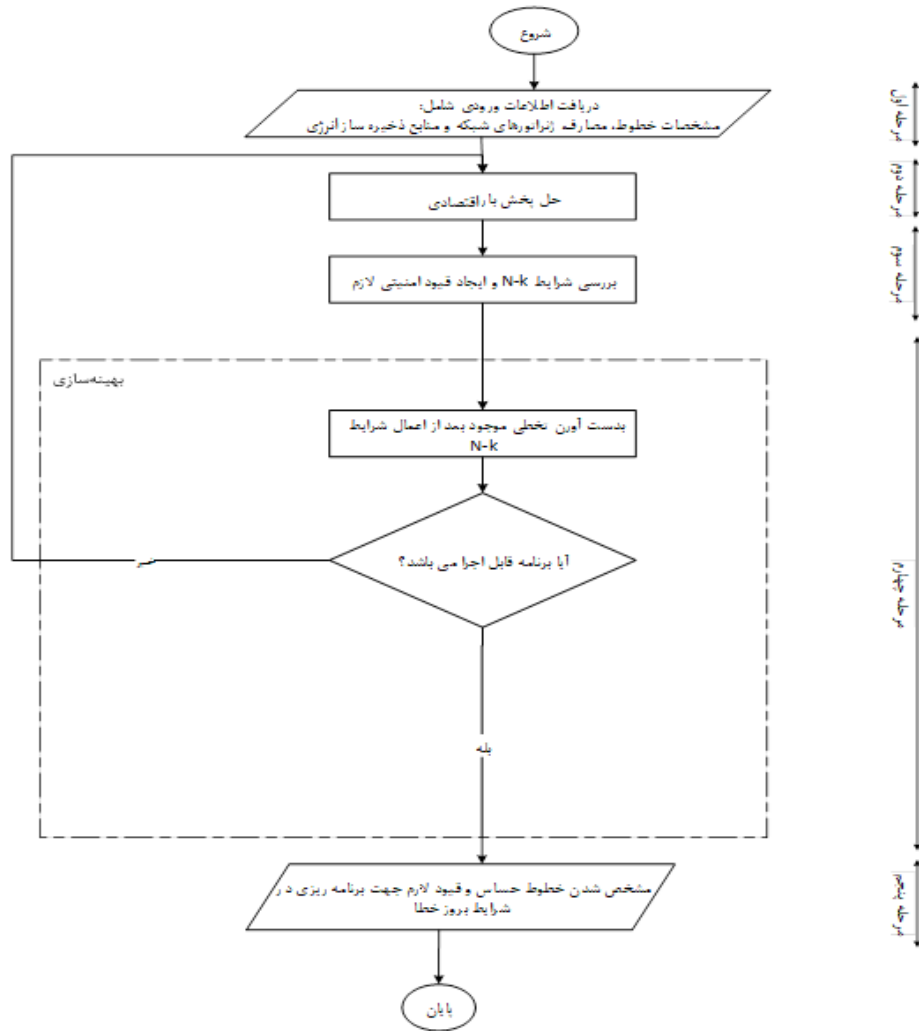 شروع
دریافت اطلاعات ورودی شامل:
مشخصات خطوط، مصارف، ژنراتورهای شبکه و منابع ذخیره ساز انرژی
مرحله اول
حل پخش بار اقتصادی
مرحله دوم
بررسی شرایط N-k و ایجاد قیود امنیتی لازم
مرحله سوم
بهینه‌سازی
بدست آورن تخطی موجود بعد از اعمال شرایط
N-k
آیا برنامه قابل اجرا می باشد؟
خیر
مرحله چهارم
بله
مشخص شدن خطوط حساس و قیود لازم جهت برنامه ریزی در
شرایط بروز خطا
مرحله پنجم
پایان